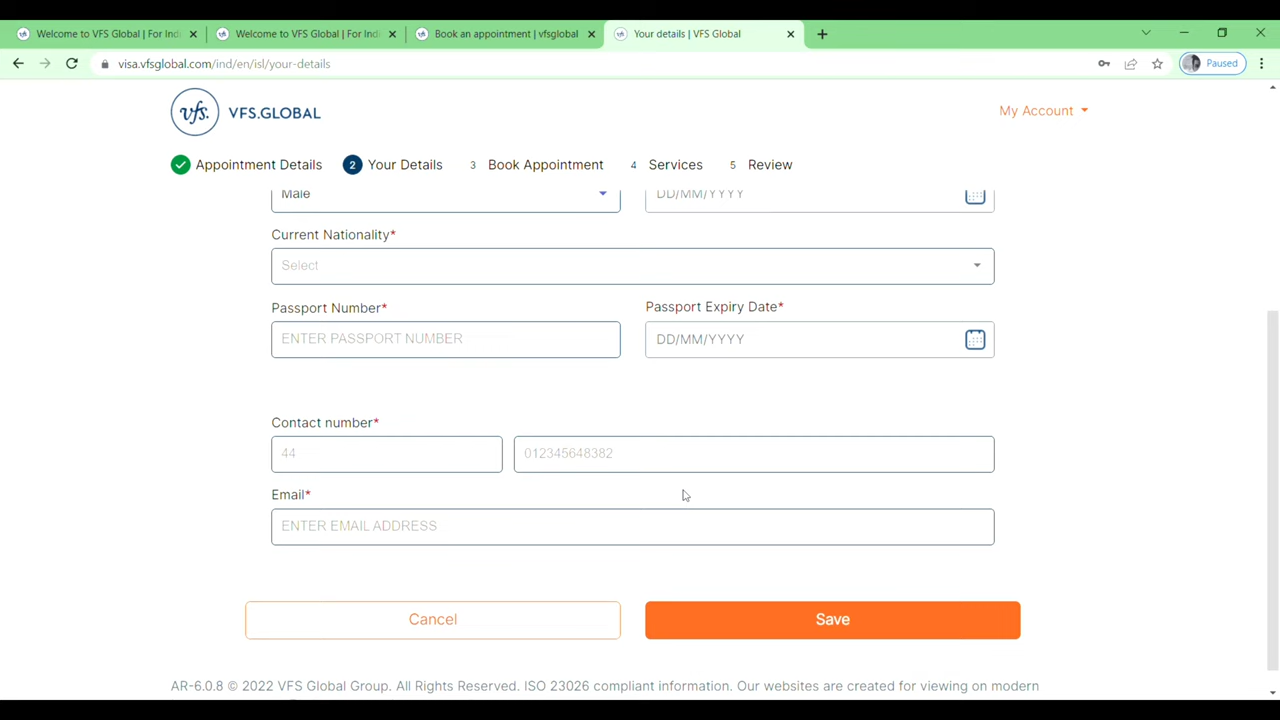 Welcome to VFS Global | For Indi
Welcome to VFS Global | For Indi
Book an appointment | vfsglobal
Your details | VFS Global
visa.vfsglobal.com/ind/en/isl/your-details
Paused
vfs. VFS.GLOBAL
My Account
Appointment Details 2 Your Details 3 Book Appointment 4 Services 5 Review
Male DD/MM/YYYY
Current Nationality*
Select
Passport Number* Passport Expiry Date*
ENTER PASSPORT NUMBER DD/MM/YYYY
Contact number*
44 012345648382
Email*
ENTER EMAIL ADDRESS
Cancel Save
AR-6.0.8 © 2022 VFS Global Group. All Rights Reserved. ISO 23026 compliant information. Our websites are created for viewing on modern